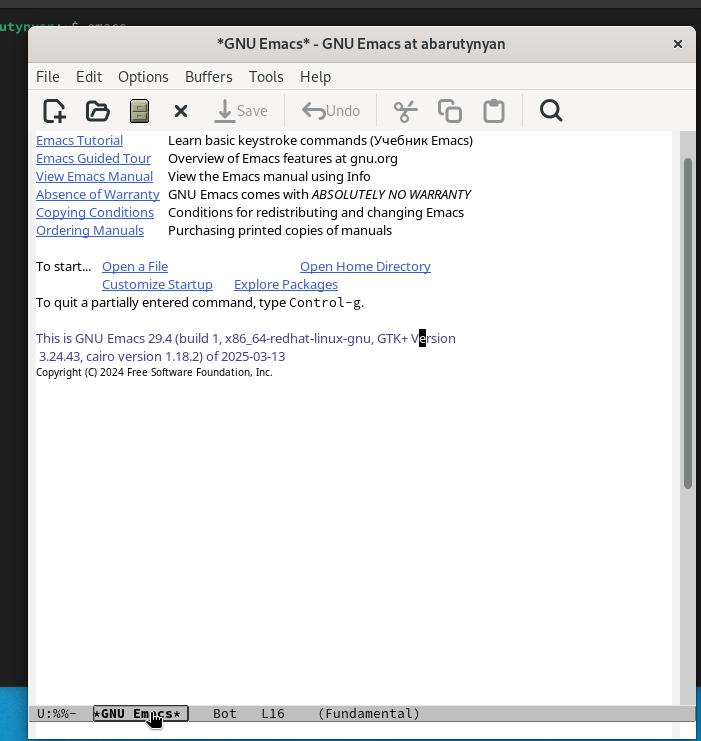 *GNU Emacs* - GNU Emacs at abarutynyan
File Edit Options Buffers Tools Help
Save Undo
Emacs Tutorial Learn basic keystroke commands (Учебник Emacs)
Emacs Guided Tour Overview of Emacs features at gnu.org
View Emacs Manual View the Emacs manual using Info
Absence of Warranty GNU Emacs comes with ABSOLUTELY NO WARRANTY
Copying Conditions Conditions for redistributing and changing Emacs
Ordering Manuals Purchasing printed copies of manuals
To start... Open a File Open Home Directory
Customize Startup Explore Packages
To quit a partially entered command, type Control-g.
This is GNU Emacs 29.4 (build 1, x86_64-redhat-linux-gnu, GTK+ Version
3.24.43, cairo version 1.18.2) of 2025-03-13
Copyright (C) 2024 Free Software Foundation, Inc.
U:%%- *GNU Emacs* Bot L16 (Fundamental)